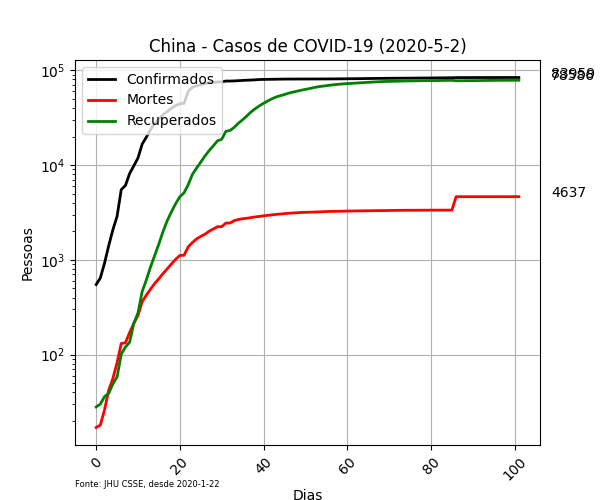 China - Casos de COVID-19 (2020-5-2)
Confirmados
Mortes
Recuperados
83959
4637
Pessoas
10^5
10^4
10^3
10^2
0
20
40
60
80
100
Dias
Fonte: JHU CSSE, desde 2020-1-22